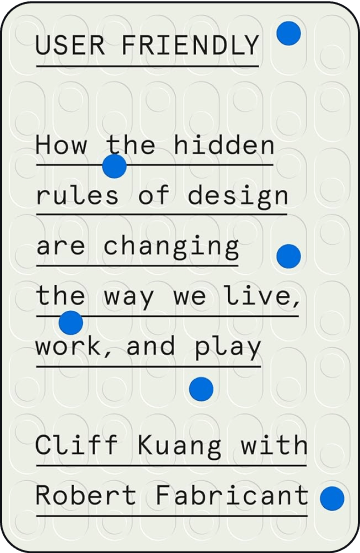 USER FRIENDLY
How the hidden
rules of design
are changing
the way we live,
work, and play
Cliff Kuang with
Robert Fabricant